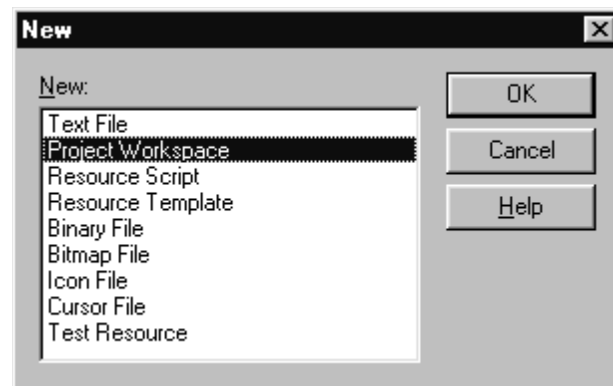 New
New:
Text File
Project Workspace
Resource Script
Resource Template
Binary File
Bitmap File
Icon File
Cursor File
Test Resource
OK
Cancel
Help